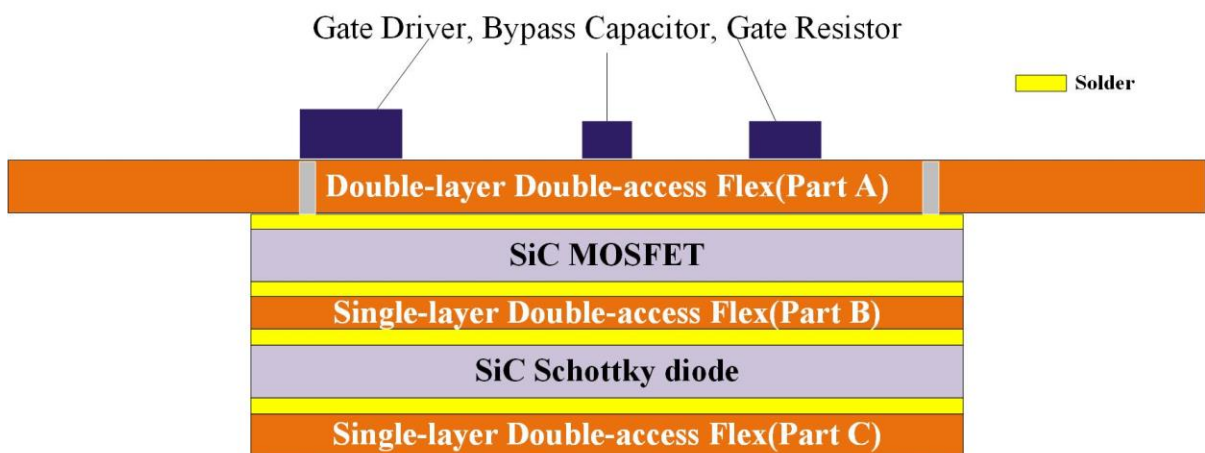 Gate Driver, Bypass Capacitor, Gate Resistor
Solder
Double-layer Double-access Flex(Part A)
SiC MOSFET
Single-layer Double-access Flex(Part B)
SiC Schottky diode
Single-layer Double-access Flex(Part C)